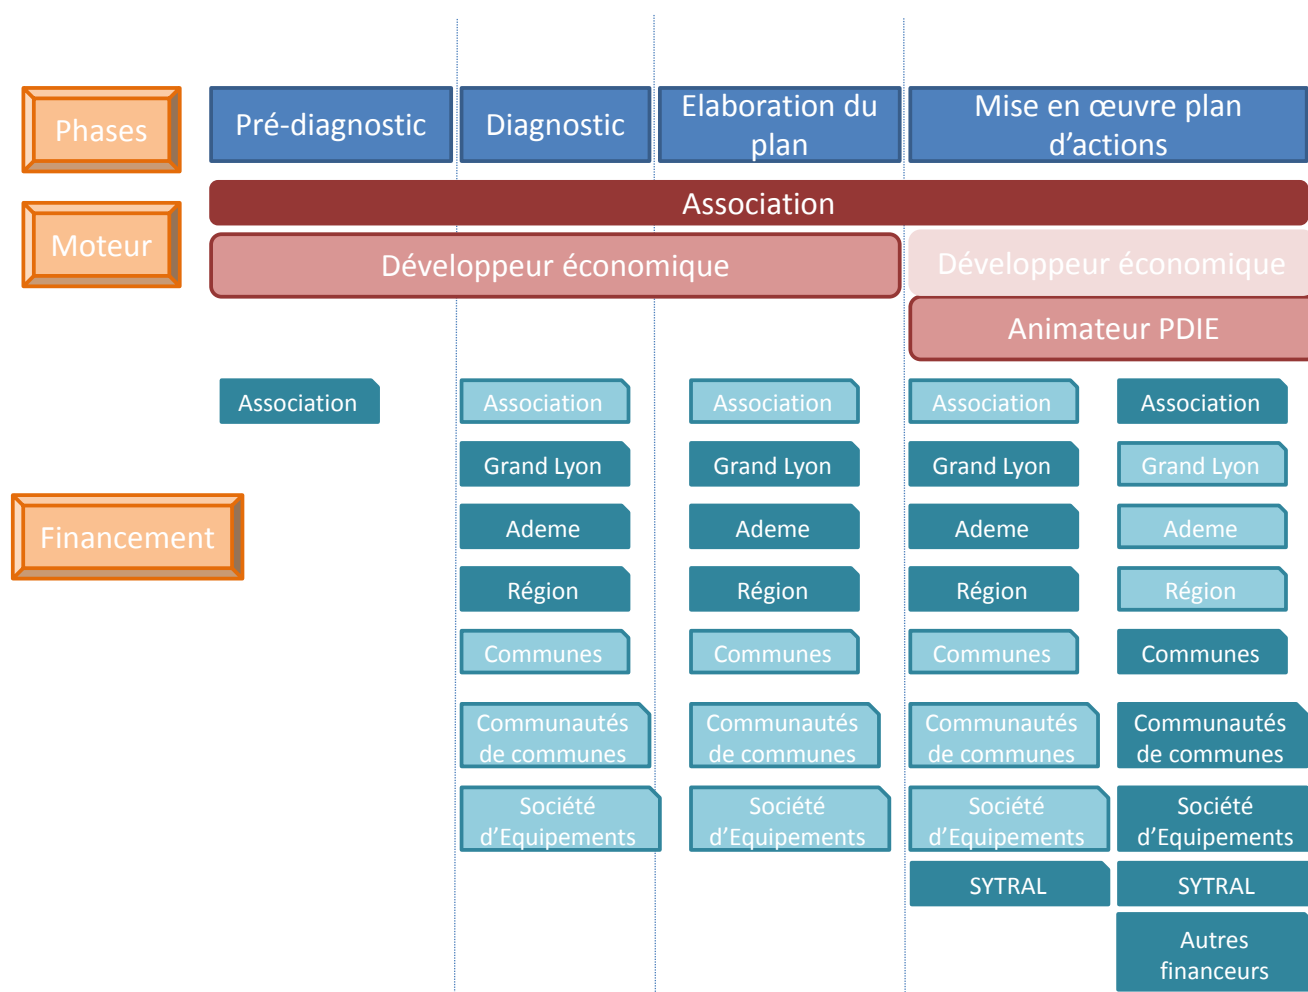 Phases
Pré-diagnostic
Diagnostic
Elaboration du
plan
Mise en œuvre plan
d’actions
Moteur
Association
Développeur économique
Développeur économique
Animateur PDIE
Financement
Association
Association
Association
Association
Association
Grand Lyon
Grand Lyon
Grand Lyon
Grand Lyon
Ademe
Ademe
Ademe
Ademe
Région
Région
Région
Région
Communes
Communes
Communes
Communes
Communautés
de communes
Communautés
de communes
Communautés
de communes
Communautés
de communes
Société
d’Equipements
Société
d’Equipements
Société
d’Equipements
Société
d’Equipements
SYTRAL
SYTRAL
Autres
financeurs